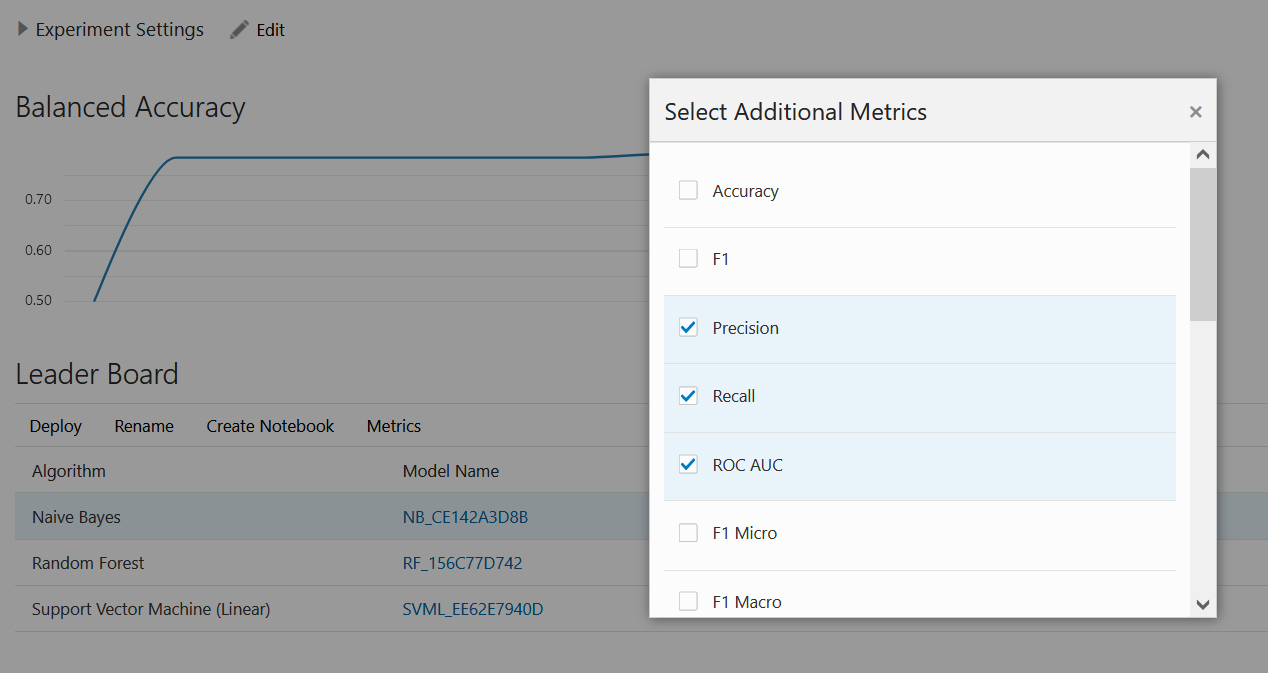 Experiment Settings Edit
Balanced Accuracy
0.70
0.60
0.50
Leader Board
Deploy Rename Create Notebook Metrics
Algorithm Model Name
Naive Bayes NB_CE142A3D8B
Random Forest RF_156C77D742
Support Vector Machine (Linear) SVML_EE62E7940D
Select Additional Metrics
Accuracy
F1
Precision
Recall
ROC AUC
F1 Micro
F1 Macro